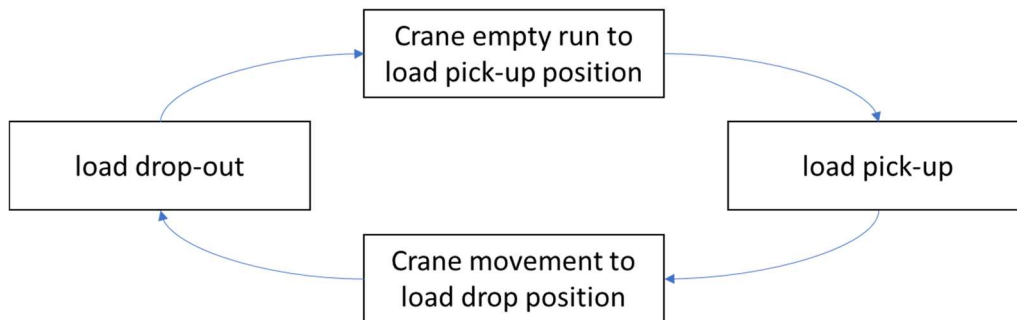 Crane empty run to
load pick-up position
load drop-out
load pick-up
Crane movement to
load drop position